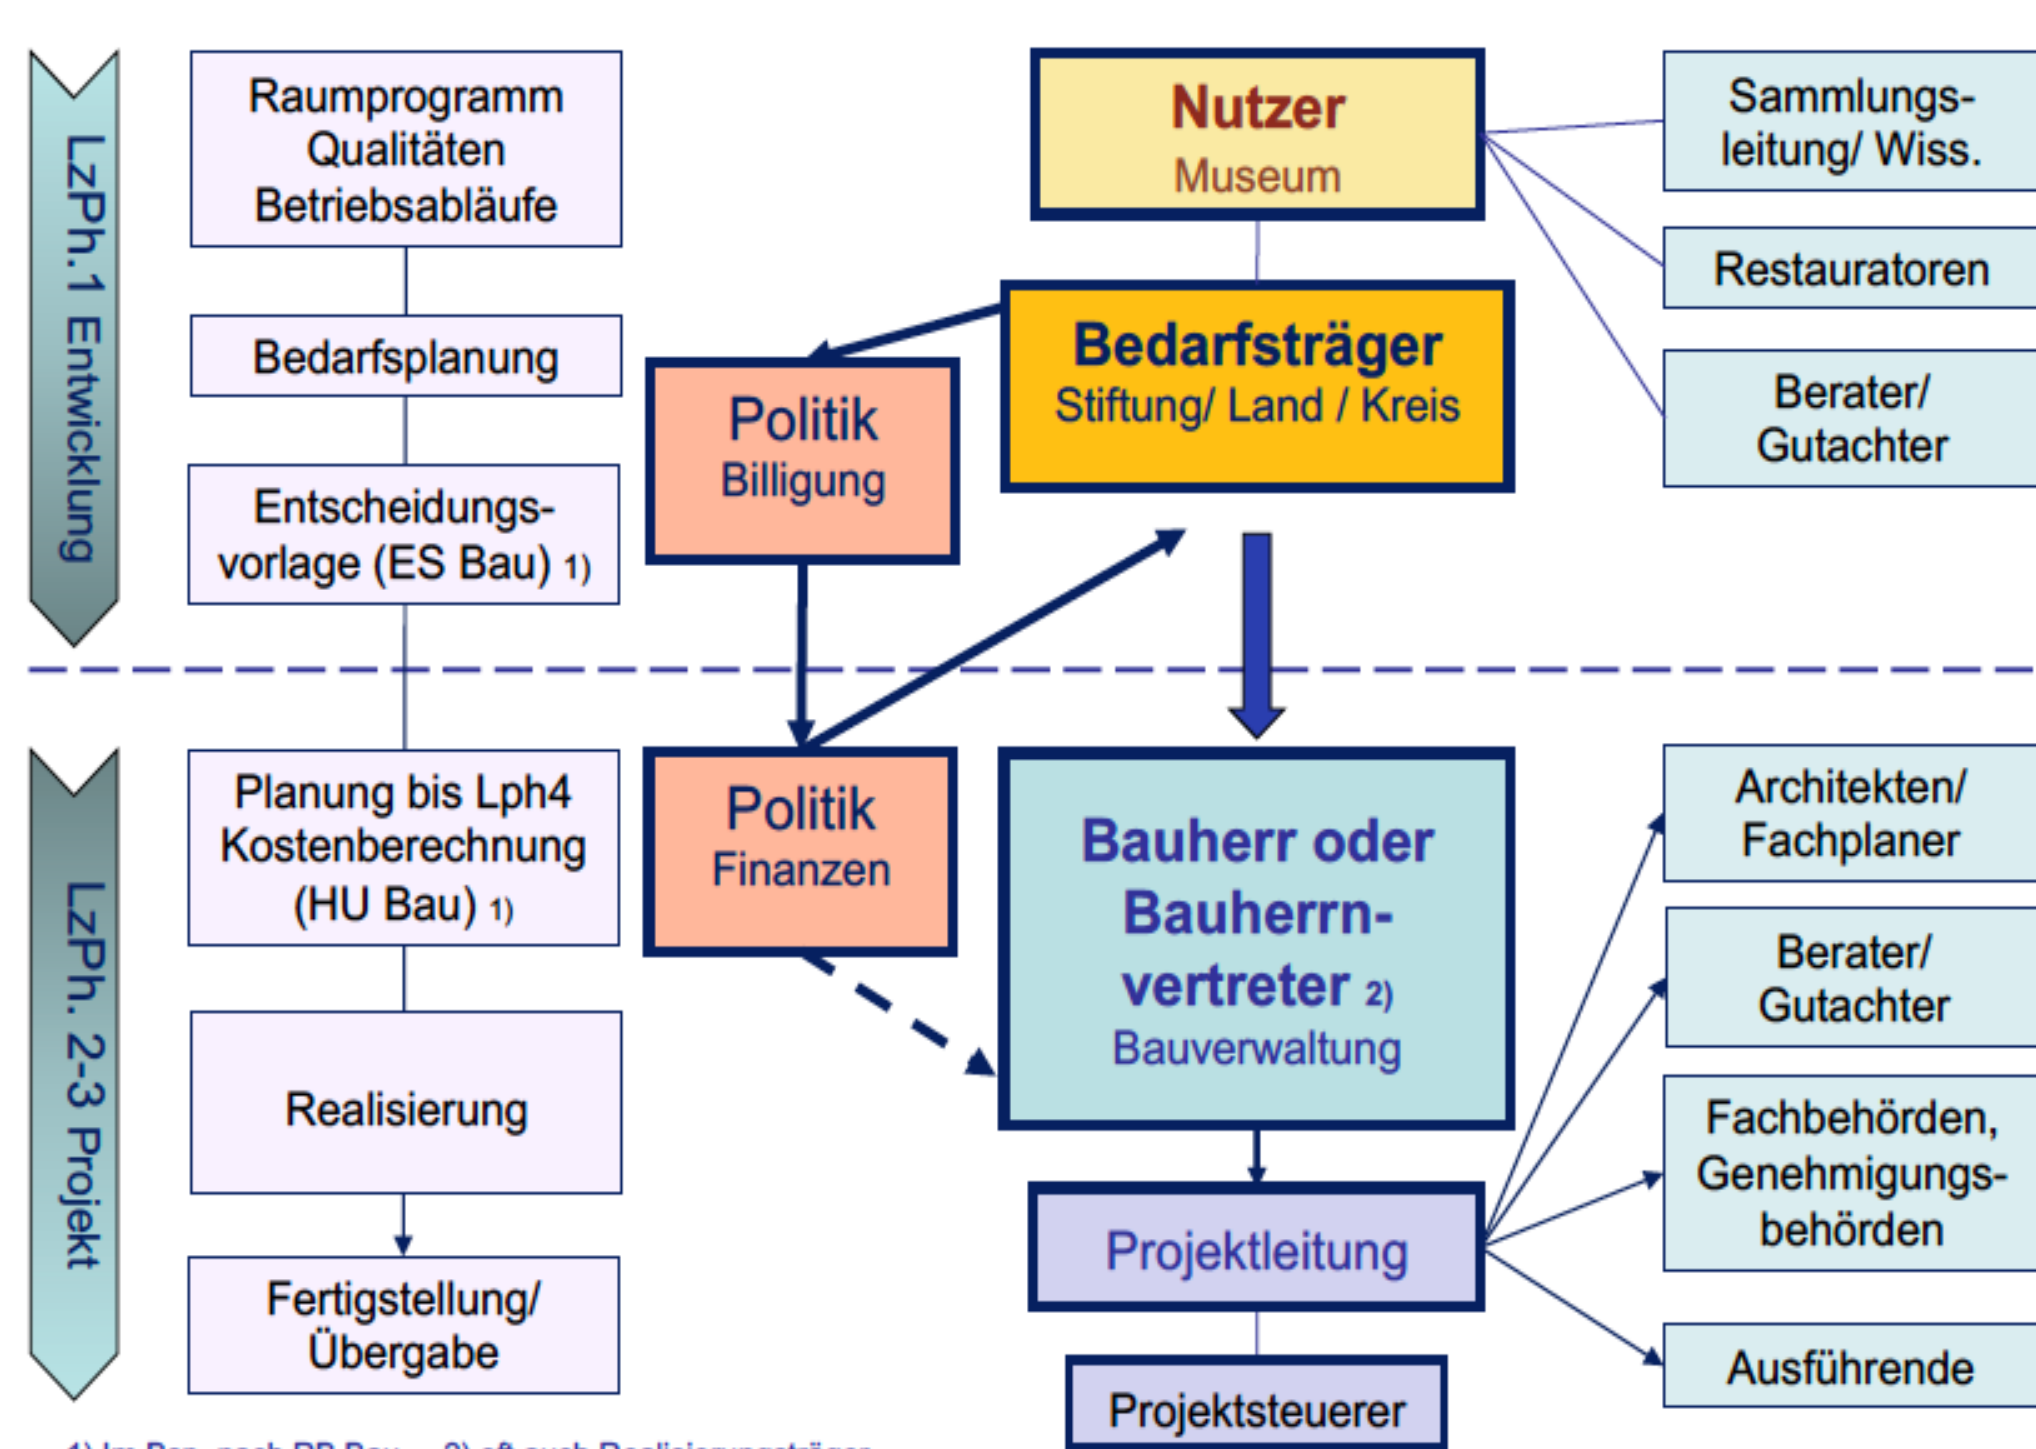 LzPh.1 Entwicklung
Raumprogramm
Qualitäten
Betriebsabläufe
Bedarfsplanung
Entscheidungs-
vorlage (ES Bau) 1)
Politik
Billigung
Nutzer
Museum
Bedarfsträger
Stiftung/ Land / Kreis
Sammlungs-
leitung/ Wiss.
Restauratoren
Berater/
Gutachter
LzPh. 2-3 Projekt
Planung bis Lph4
Kostenberechnung
(HU Bau) 1)
Realisierung
Fertigstellung/
Übergabe
Politik
Finanzen
Bauherr oder
Bauherrn-
vertreter 2)
Bauverwaltung
Projektleitung
Projektsteuerer
Architekten/
Fachplaner
Berater/
Gutachter
Fachbehörden,
Genehmigungs-
behörden
Ausführende